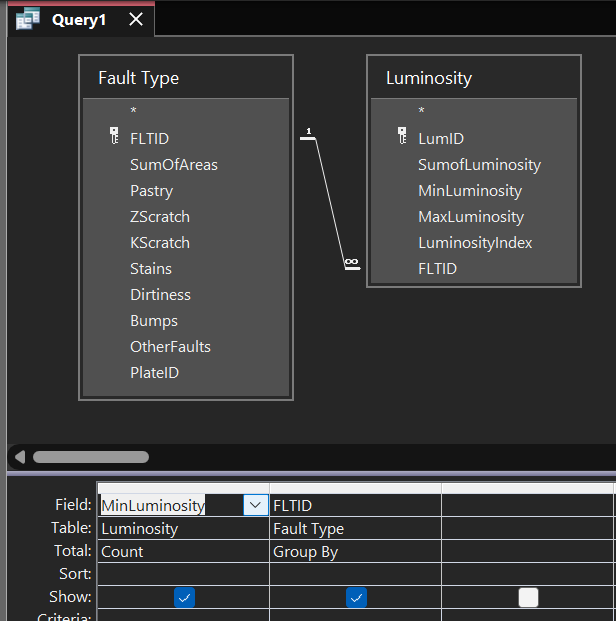 Query1
Fault Type
*
FLTID
SumOfAreas
Pastry
ZScratch
KScratch
Stains
Dirtiness
Bumps
OtherFaults
PlateID
1
∞
Luminosity
*
LumID
SumofLuminosity
MinLuminosity
MaxLuminosity
LuminosityIndex
FLTID
Field: MinLuminosity FLTID
Table: Luminosity Fault Type
Total: Count Group By
Sort:
Show:
Criteria: